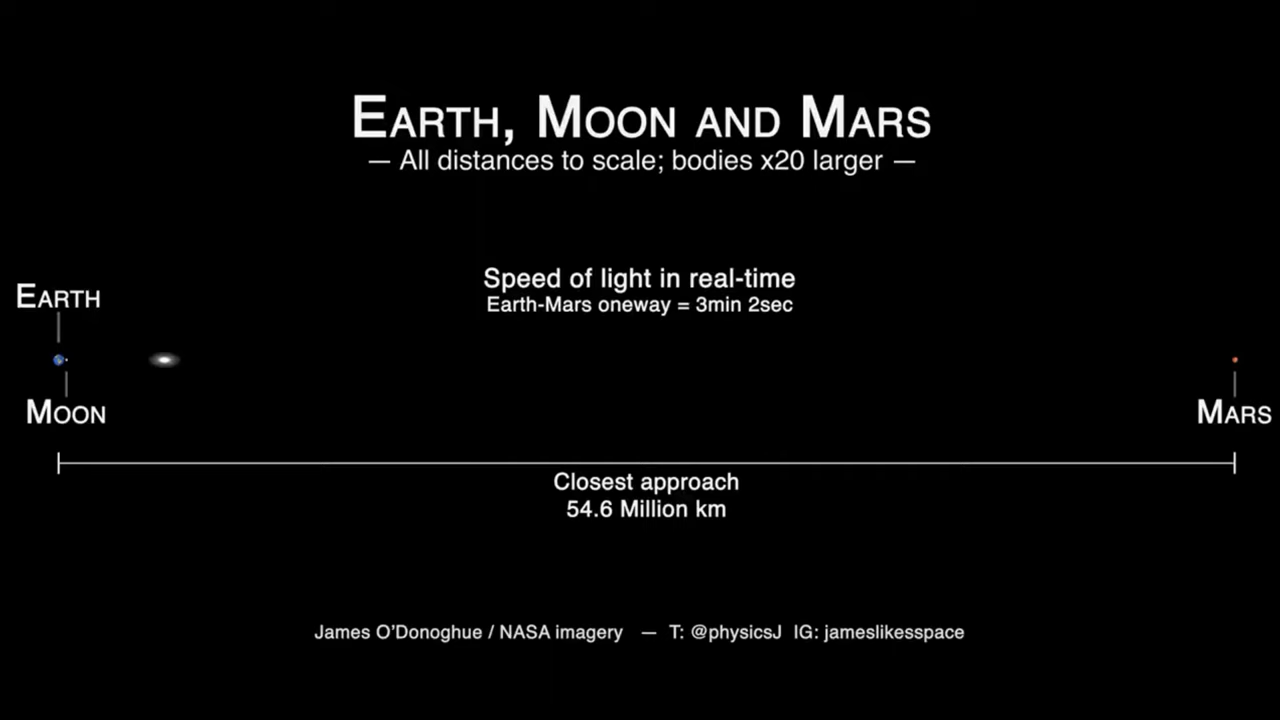 Earth, Moon and Mars
— All distances to scale; bodies x20 larger —
Speed of light in real-time
Earth-Mars oneway = 3min 2sec
Earth
Moon
Mars
Closest approach
54.6 Million km
James O'Donoghue / NASA imagery — T: @physicsJ IG: jameslikesspace